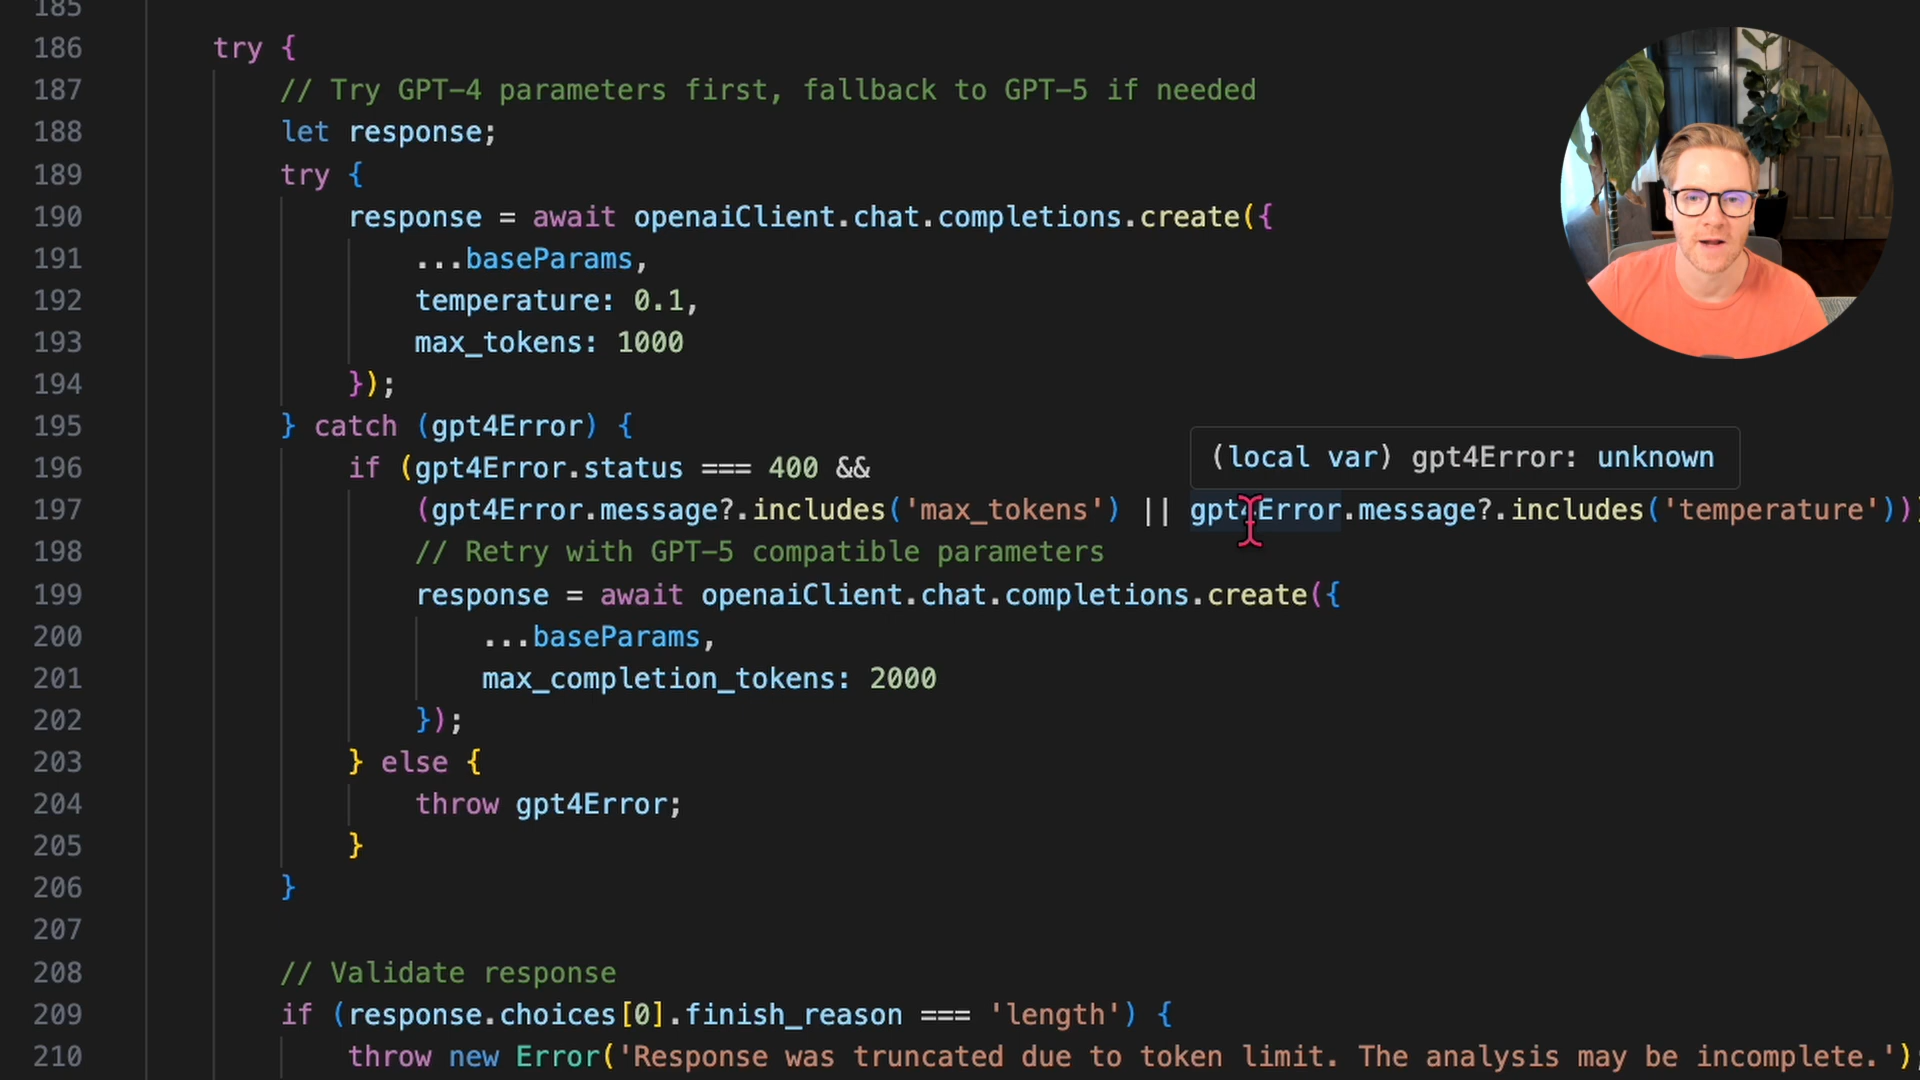 185
186 try {
187 // Try GPT-4 parameters first, fallback to GPT-5 if needed
188 let response;
189 try {
190 response = await openaiClient.chat.completions.create({
191 ...baseParams,
192 temperature: 0.1,
193 max_tokens: 1000
194 });
195 } catch (gpt4Error) {
196 if (gpt4Error.status === 400 &&
(local var) gpt4Error: unknown
197 (gpt4Error.message?.includes('max_tokens') || gpt4Error.message?.includes('temperature'))
198 // Retry with GPT-5 compatible parameters
199 response = await openaiClient.chat.completions.create({
200 ...baseParams,
201 max_completion_tokens: 2000
202 });
203 } else {
204 throw gpt4Error;
205 }
206 }
207
208 // Validate response
209 if (response.choices[0].finish_reason === 'length') {
210 throw new Error('Response was truncated due to token limit. The analysis may be incomplete.')